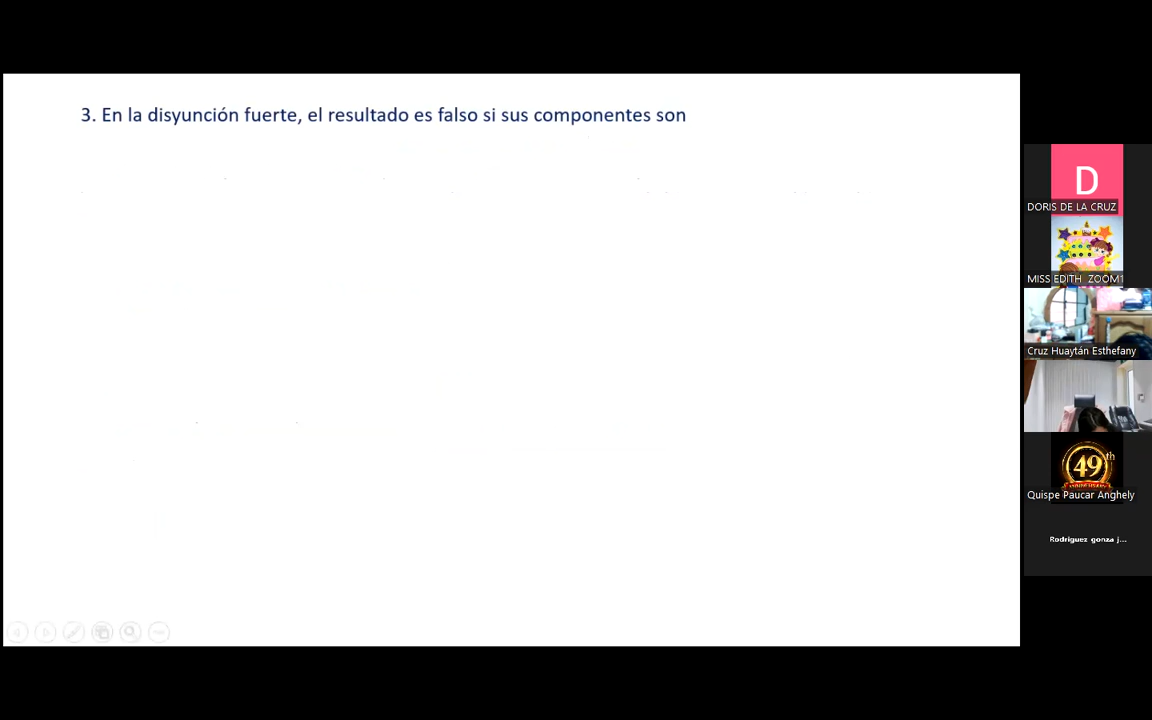 3. En la disyunción fuerte, el resultado es falso si sus componentes son
D
DORIS DE LA CRUZ
MISS EDITH ZOOM1
Cruz Huaytán Esthefany
49th
ANNIVERSARY
Quispe Paucar Anghely
Rodriguez gonza j...